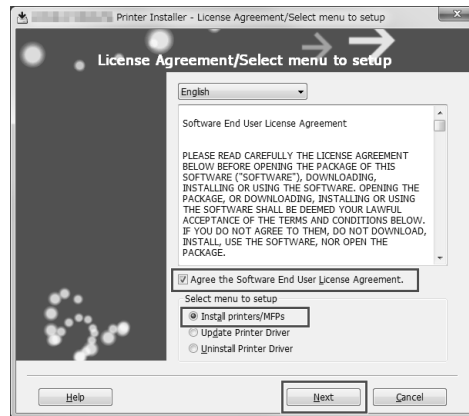 Printer Installer - License Agreement/Select menu to setup
License Agreement/Select menu to setup
English
Software End User License Agreement
PLEASE READ CAREFULLY THE LICENSE AGREEMENT
BELOW BEFORE OPENING THE PACKAGE OF THIS
SOFTWARE ("SOFTWARE"), DOWNLOADING,
INSTALLING OR USING THE SOFTWARE. OPENING THE
PACKAGE, OR DOWNLOADING, INSTALLING OR USING
THE SOFTWARE SHALL BE DEEMED YOUR LAWFUL
ACCEPTANCE OF THE TERMS AND CONDITIONS BELOW.
IF YOU DO NOT AGREE TO THEM, DO NOT DOWNLOAD,
INSTALL, USE THE SOFTWARE, NOR OPEN THE
PACKAGE.
Agree the Software End User License Agreement.
Select menu to setup
Install printers/MFPs
Update Printer Driver
Uninstall Printer Driver
Help Next Cancel